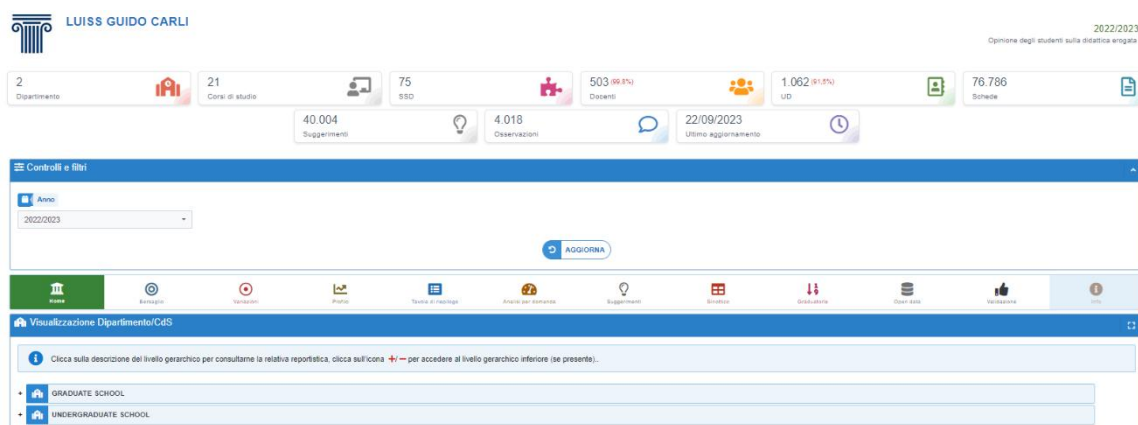 LUISS GUIDO CARLI
2022/2023
Opinione degli studenti sulla didattica erogata
2
Dipartimento
21
Corsi di studio
75
SSD
503 (99,8%)
Docenti
1.062 (91,5%)
UD
76.786
Schede
40.004
Suggerimenti
4.018
Osservazioni
22/09/2023
Ultimo aggiornamento
Controlli e filtri
Anno
2022/2023
AGGIORNA
Home
Bersaglio
Variazioni
Profilo
Tavola di riepilogo
Analisi per domanda
Suggerimenti
Sinottico
Graduatorie
Open data
Valutazione
Info
Visualizzazione Dipartimento/CdS
Clicca sulla descrizione del livello gerarchico per consultarne la relativa reportistica, clicca sull'icona +/− per accedere al livello gerarchico inferiore (se presente)..
+ GRADUATE SCHOOL
+ UNDERGRADUATE SCHOOL